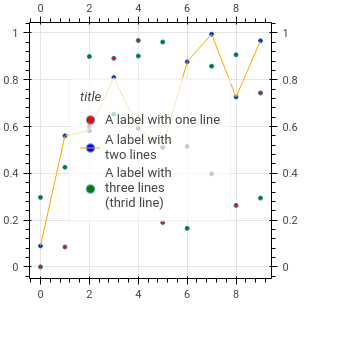 0 2 4 6 8
1 1
0.8 0.8
title
0.6 0.6
A label with one line
A label with
two lines
0.4 0.4
A label with
three lines
(thrid line)
0.2 0.2
0 0
0 2 4 6 8